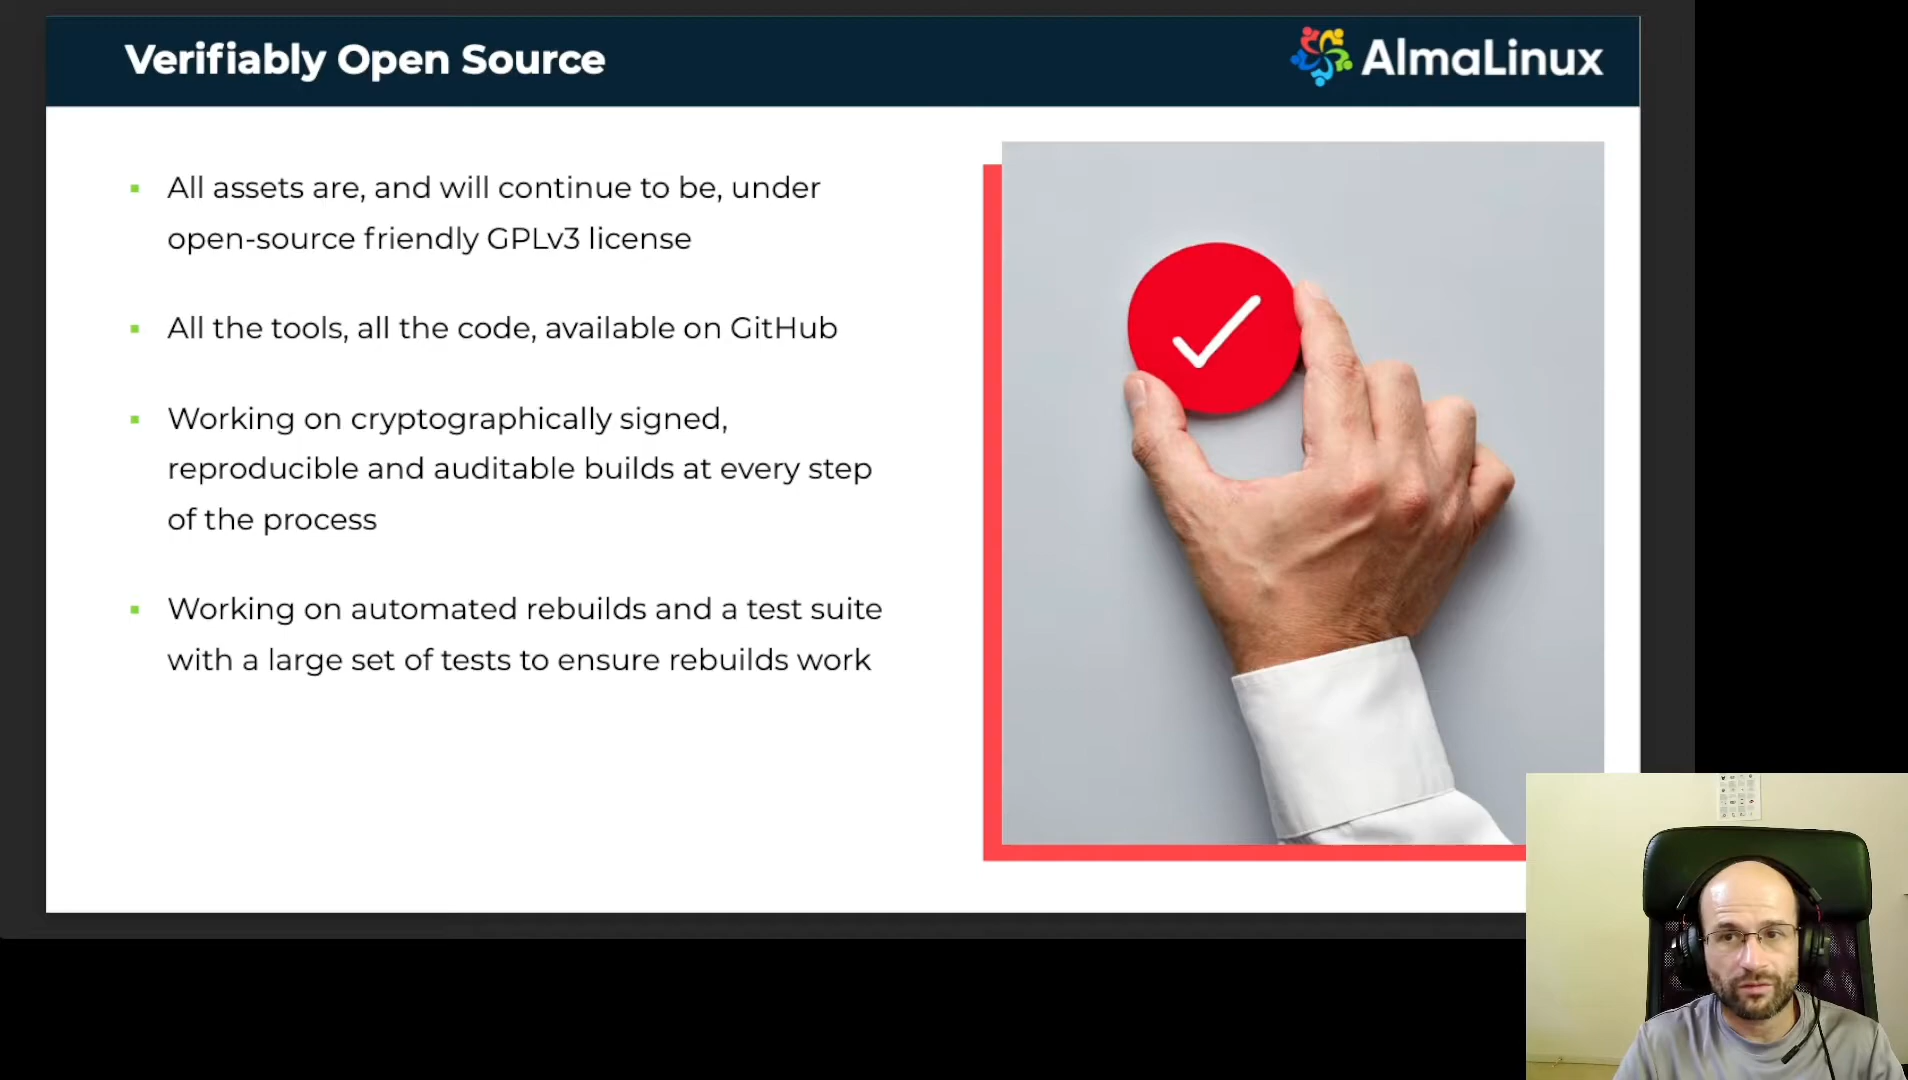 Verifiably Open Source
AlmaLinux
All assets are, and will continue to be, under
open-source friendly GPLv3 license
All the tools, all the code, available on GitHub
Working on cryptographically signed,
reproducible and auditable builds at every step
of the process
Working on automated rebuilds and a test suite
with a large set of tests to ensure rebuilds work